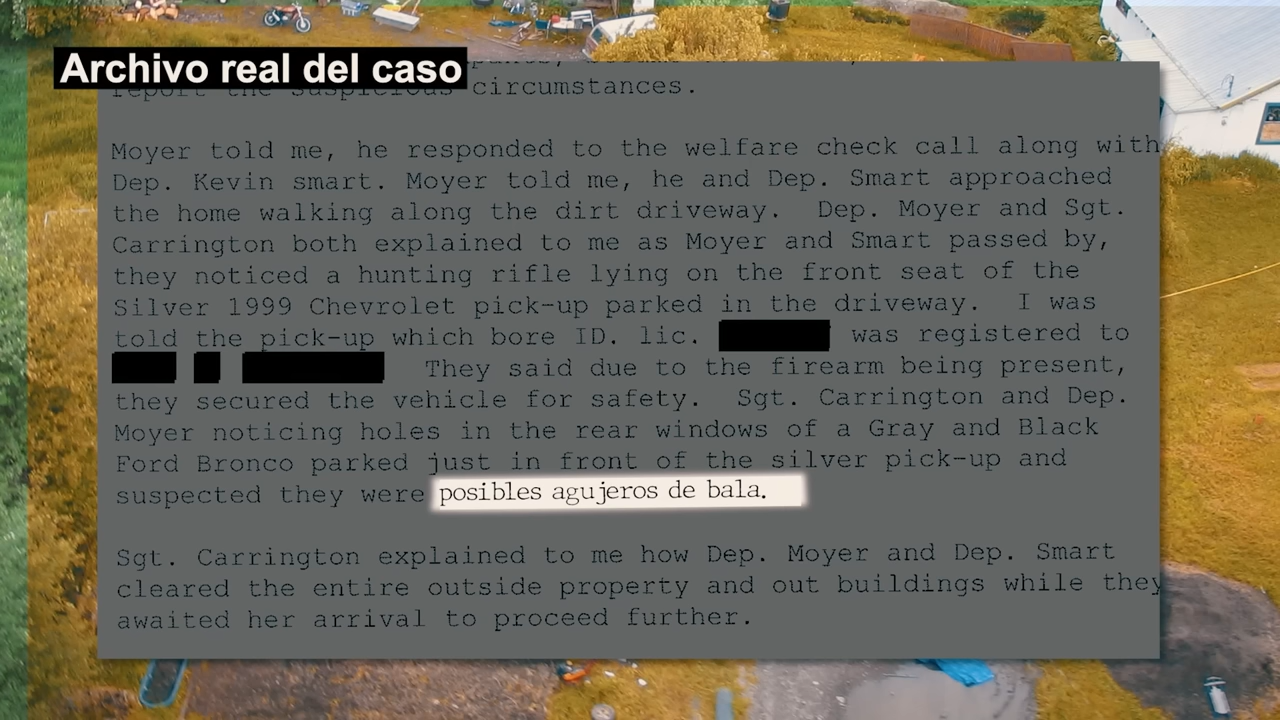 Archivo real del caso
report the suspicious circumstances.
Moyer told me, he responded to the welfare check call along with
Dep. Kevin smart. Moyer told me, he and Dep. Smart approached
the home walking along the dirt driveway. Dep. Moyer and Sgt.
Carrington both explained to me as Moyer and Smart passed by,
they noticed a hunting rifle lying on the front seat of the
Silver 1999 Chevrolet pick-up parked in the driveway. I was
told the pick-up which bore ID. lic. was registered to
They said due to the firearm being present,
they secured the vehicle for safety. Sgt. Carrington and Dep.
Moyer noticing holes in the rear windows of a Gray and Black
Ford Bronco parked just in front of the silver pick-up and
suspected they were posibles agujeros de bala.
Sgt. Carrington explained to me how Dep. Moyer and Dep. Smart
cleared the entire outside property and out buildings while they
awaited her arrival to proceed further.